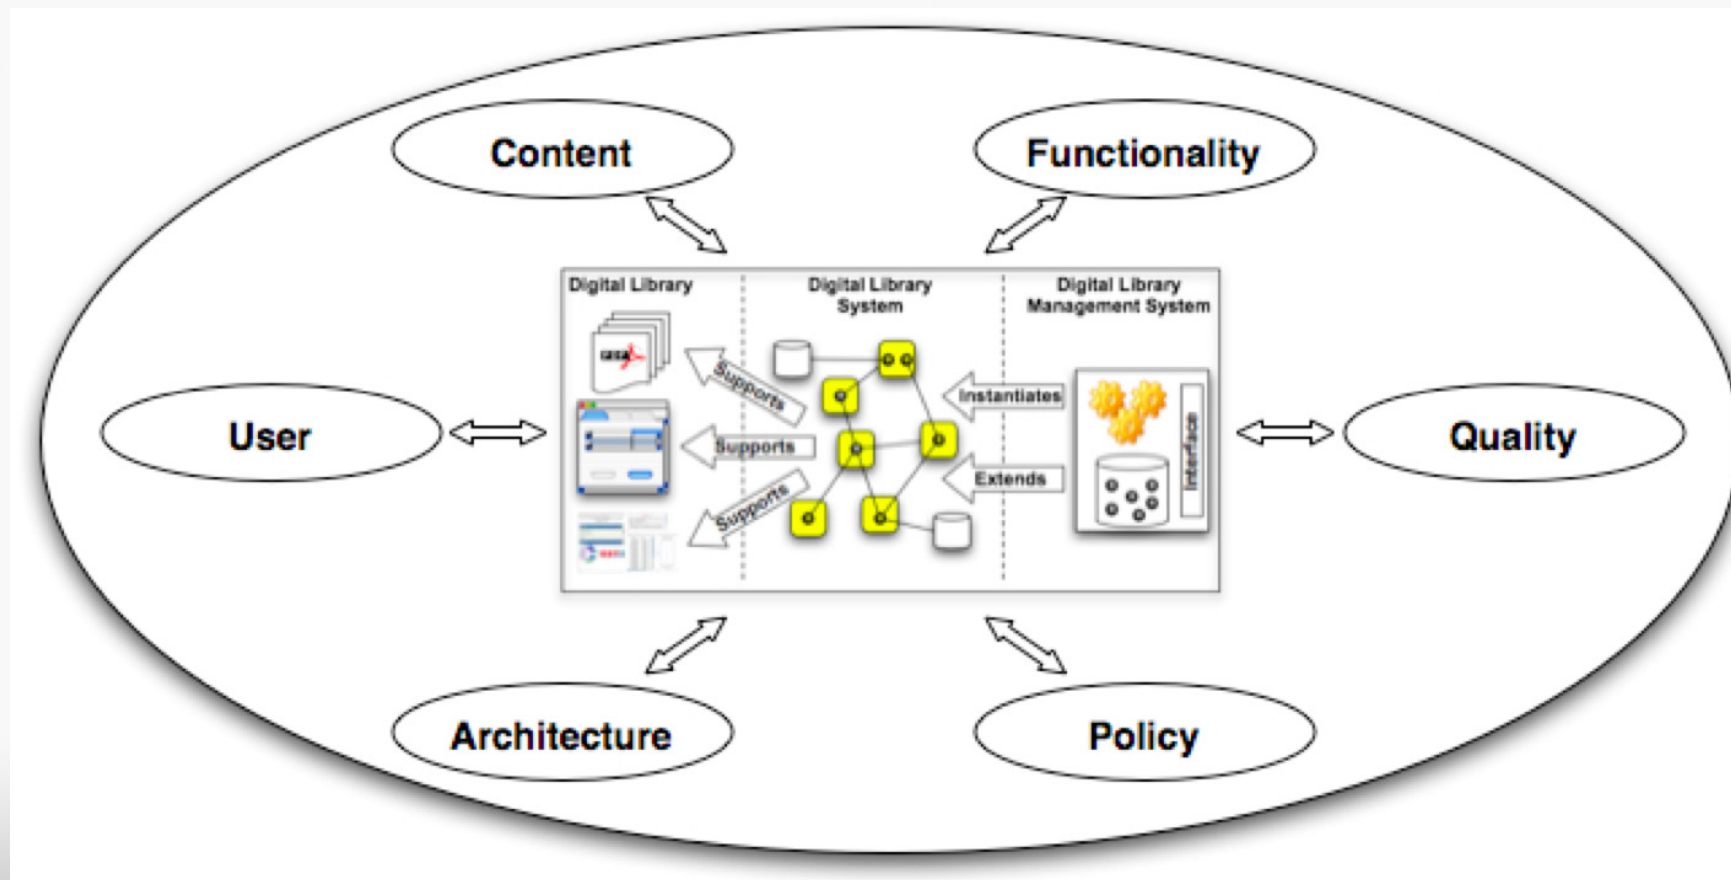 Content
Functionality
Digital Library
Digital Library
System
Digital Library
Management System
Supports
Supports
Supports
Instantiates
Extends
Interface
User
Quality
Architecture
Policy